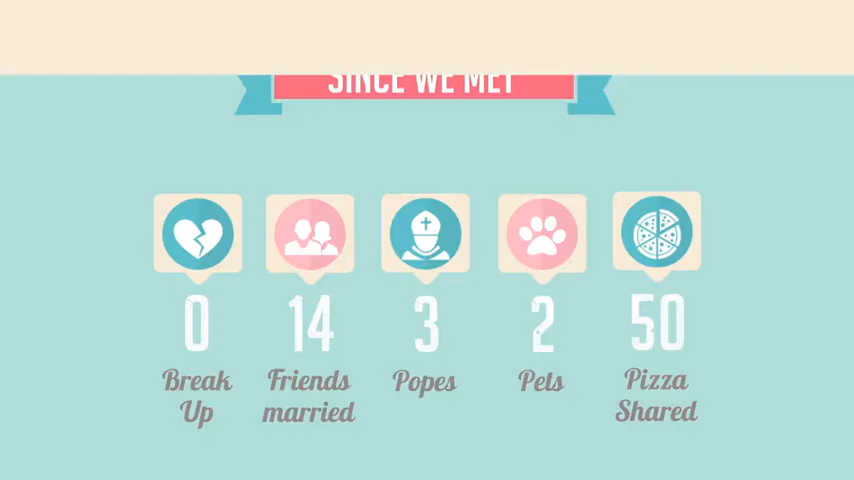 SINCE WE MET
0 14 3 2 50
Break Up
Friends married
Popes
Pets
Pizza Shared